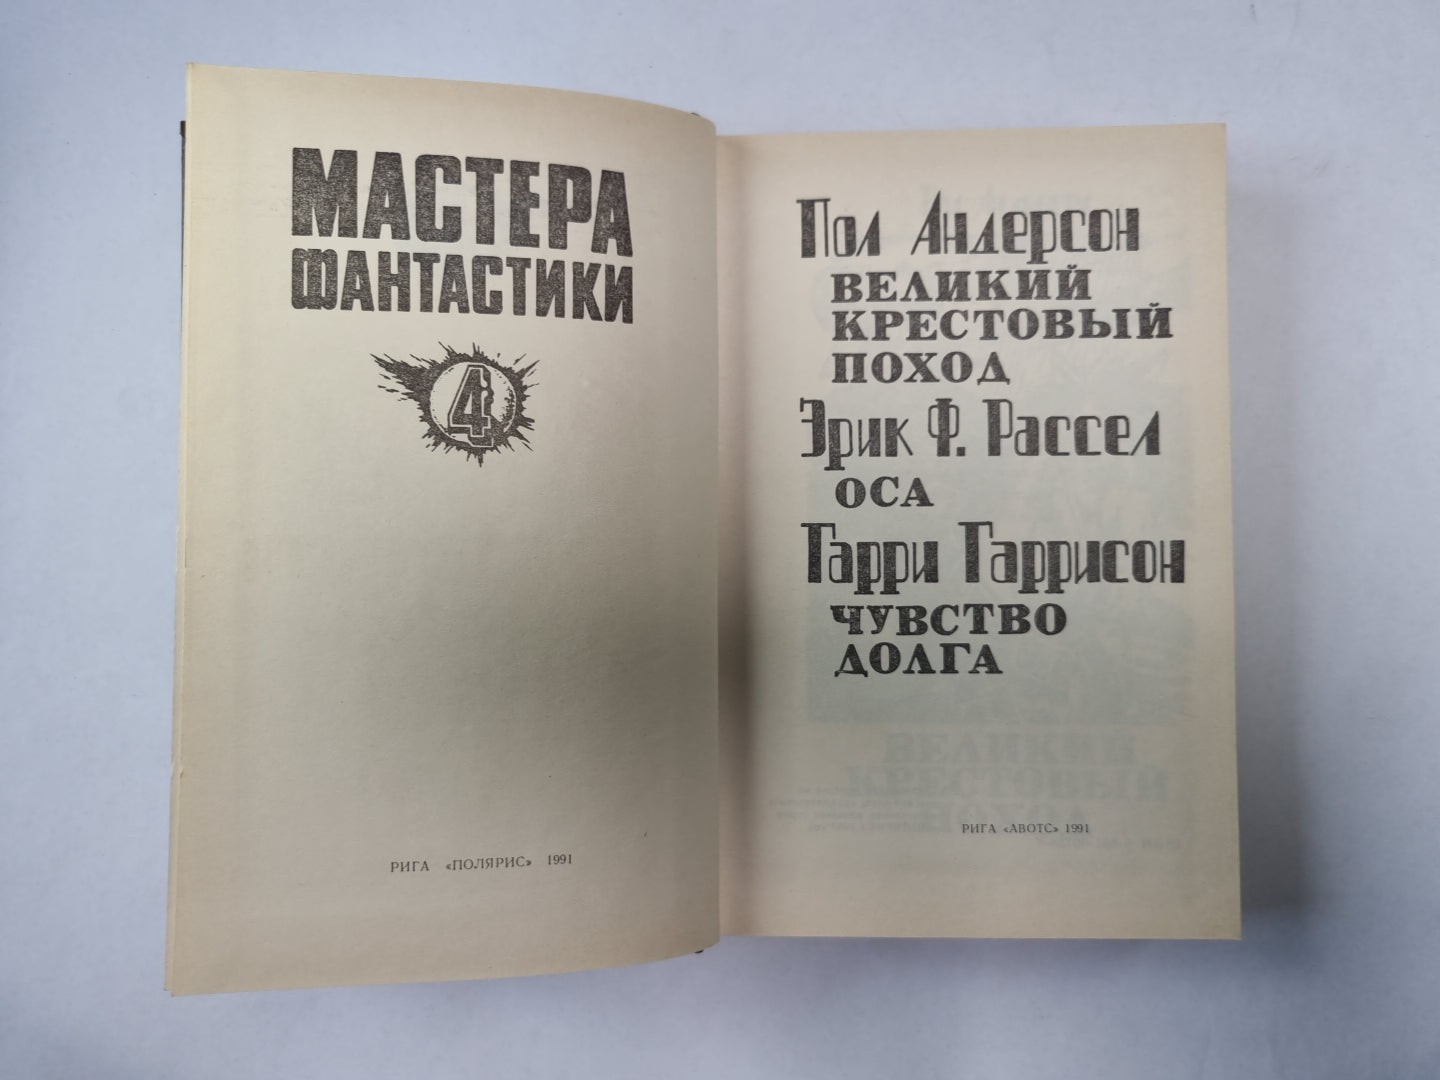 МАСТЕРА
ФАНТАСТИКИ
4
РИГА «ПОЛЯРИС» 1991
Пол Андерсон
ВЕЛИКИЙ
КРЕСТОВЫЙ
ПОХОД
Эрик Ф. Рассел
ОСА
Гарри Гаррисон
ЧУВСТВО
ДОЛГА
РИГА «АВОТС» 1991